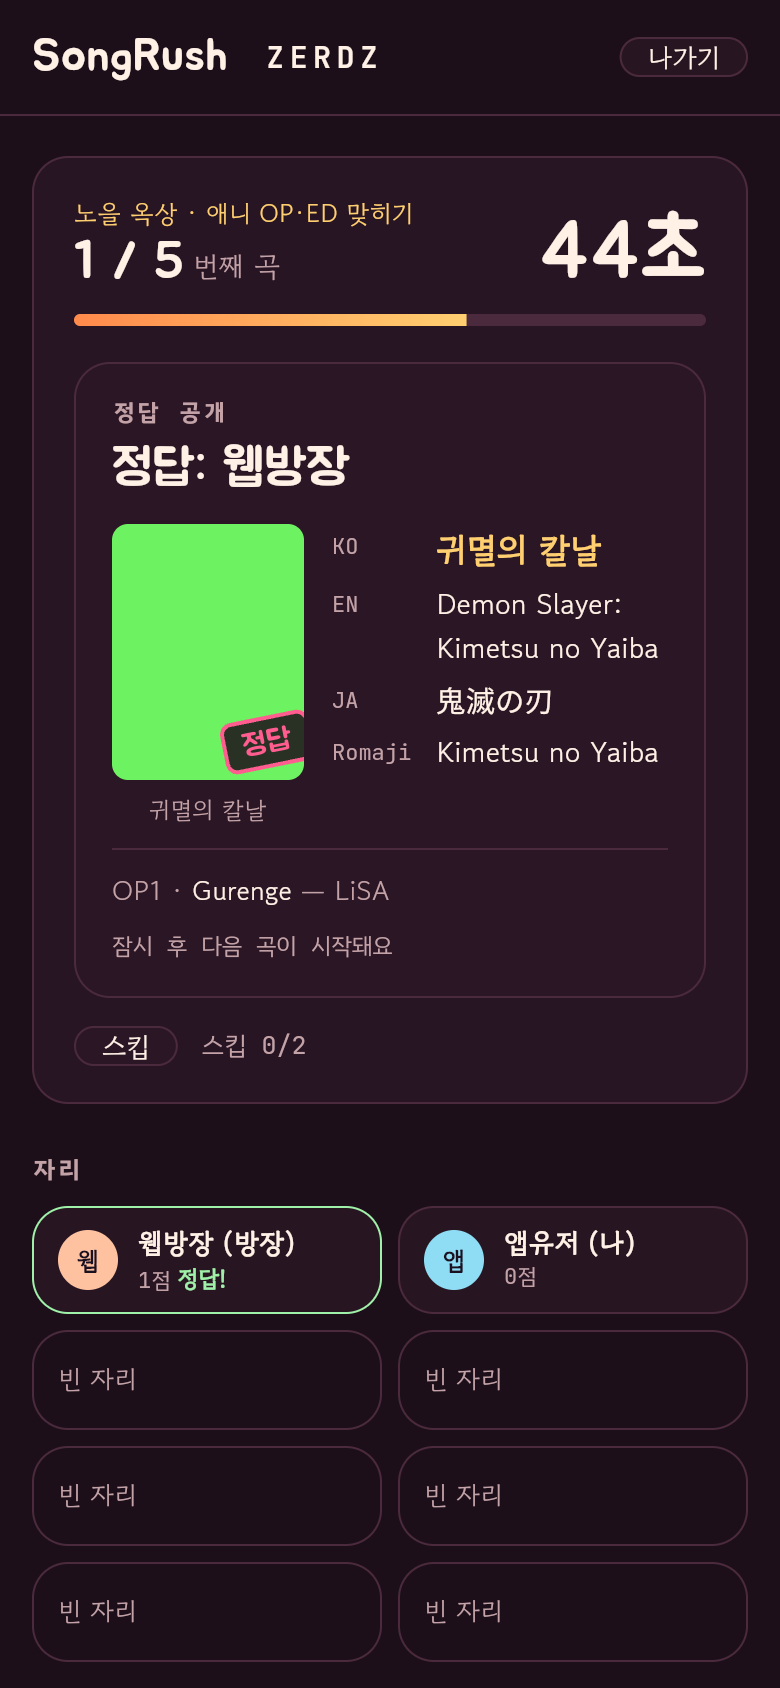 SongRush ZERDZ 나가기
노을 옥상 · 애니 OP·ED 맞히기
1 / 5 번째 곡
44초
정답 공개
정답: 웹방장
정답
귀멸의 칼날
KO 귀멸의 칼날
EN Demon Slayer:
Kimetsu no Yaiba
JA 鬼滅の刃
Romaji Kimetsu no Yaiba
OP1 · Gurenge — LiSA
잠시 후 다음 곡이 시작돼요
스킵 스킵 0/2
자리
웹 웹방장 (방장)
1점 정답!
앱 앱유저 (나)
0점
빈 자리 빈 자리
빈 자리 빈 자리
빈 자리 빈 자리